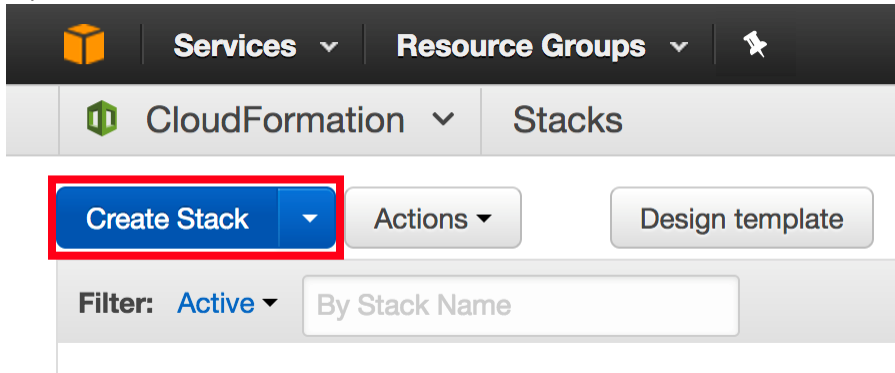 Services Resource Groups
CloudFormation Stacks
Create Stack Actions Design template
Filter: Active By Stack Name